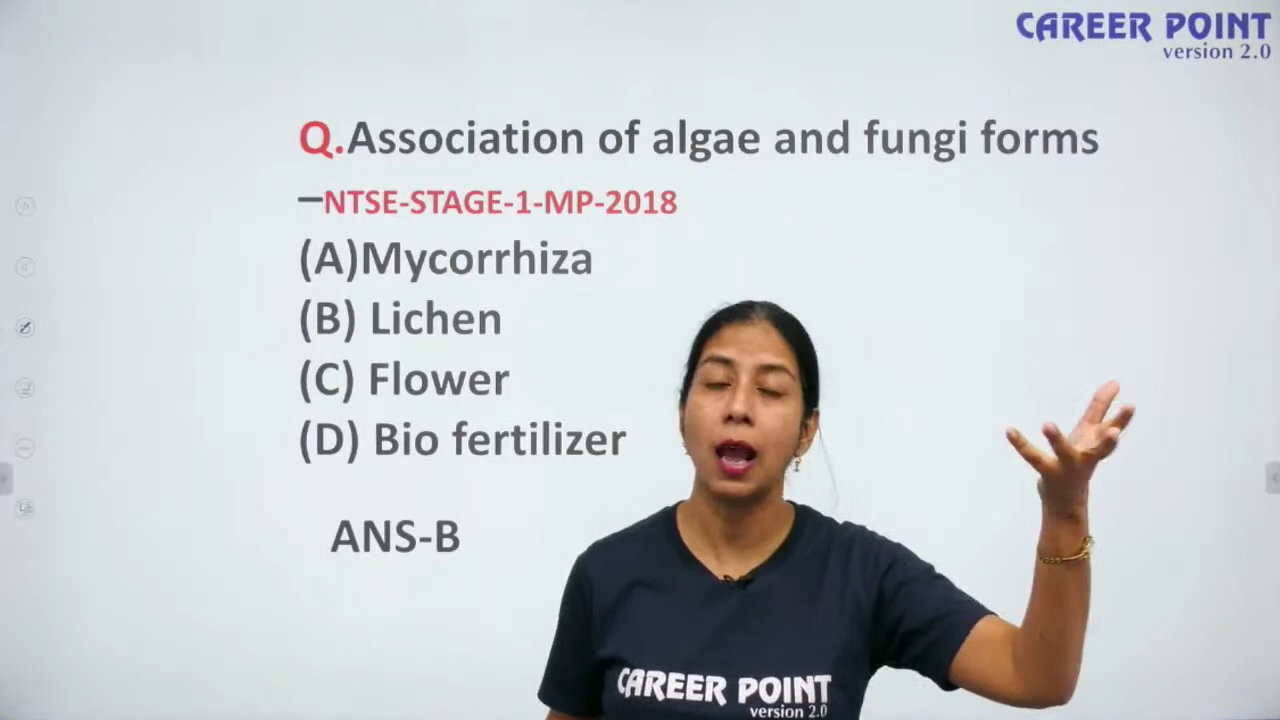 CAREER POINT
version 2.0
Q.Association of algae and fungi forms
–NTSE-STAGE-1-MP-2018
(A)Mycorrhiza
(B) Lichen
(C) Flower
(D) Bio fertilizer
ANS-B
CAREER POINT
version 2.0